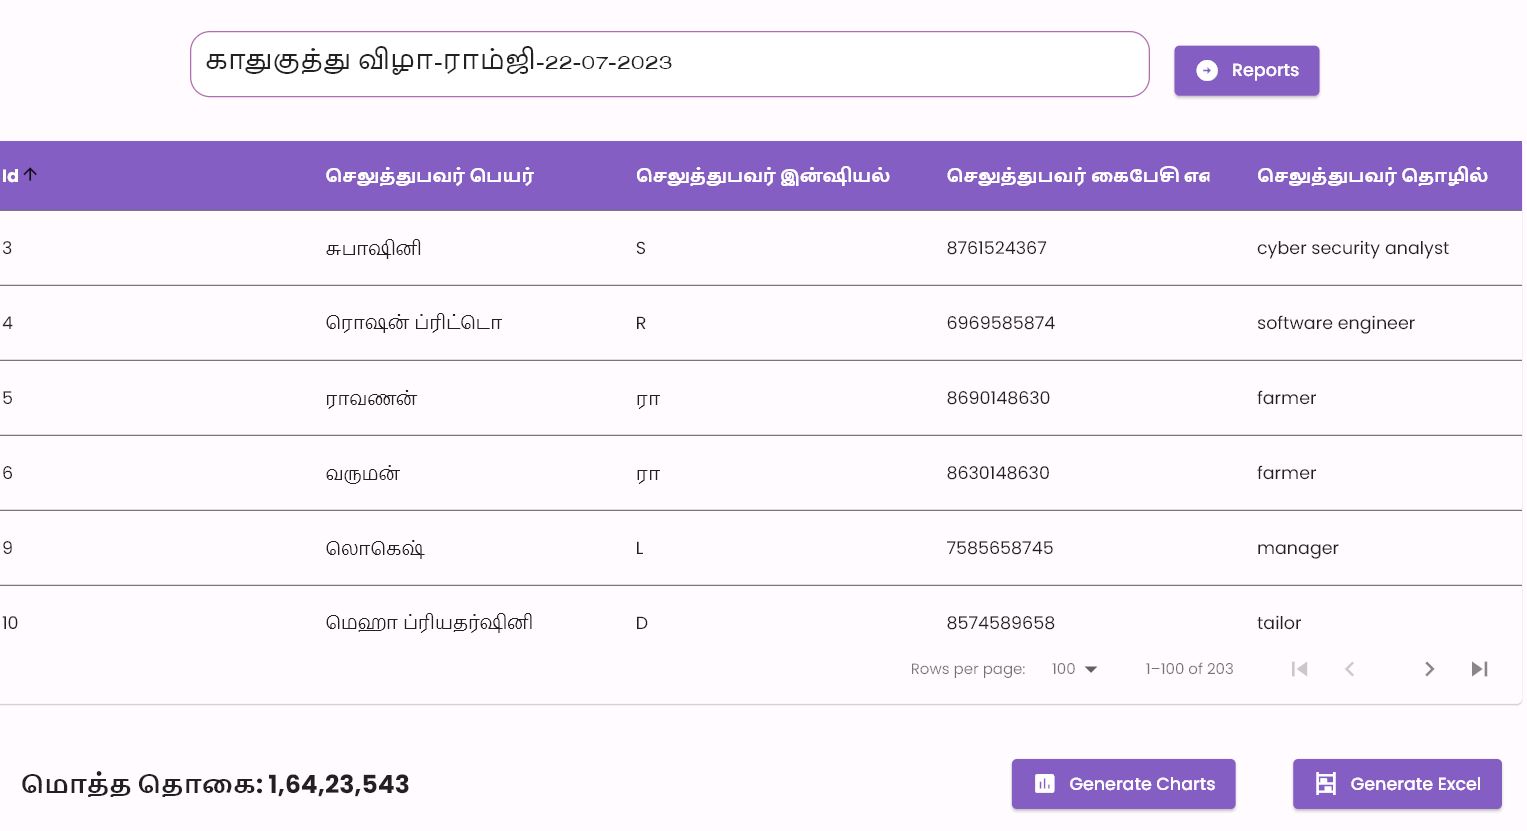 காதுகுத்து விழா-ராம்ஜி-22-07-2023
Reports
Id செலுத்துபவர் பெயர் செலுத்துபவர் இன்ஷியல் செலுத்துபவர் கைபேசி செலுத்துபவர் தொழில்
3 சுபாஷினி S 8761524367 cyber security analyst
4 ரொஷன் ப்ரிட்டொ R 6969585874 software engineer
5 ராவணன் ரா 8690148630 farmer
6 வருமன் ரா 8630148630 farmer
9 லொகெஷ் L 7585658745 manager
10 மெஹா ப்ரியதர்ஷினி D 8574589658 tailor
Rows per page: 100 1–100 of 203
மொத்த தொகை: 1,64,23,543 Generate Charts Generate Excel